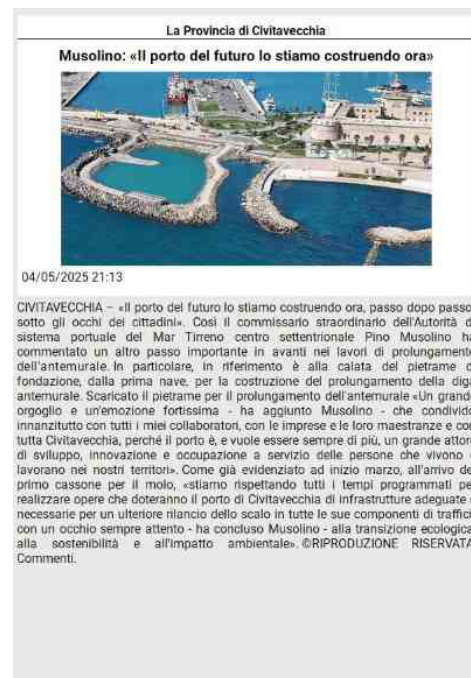 La Provincia di Civitavecchia
Musolino: «Il porto del futuro lo stiamo costruendo ora»
04/05/2025 21:13
CIVITAVECCHIA – «Il porto del futuro lo stiamo costruendo ora, passo dopo passo,
sotto gli occhi dei cittadini». Così il commissario straordinario dell'Autorità d
sistema portuale del Mar Tirreno centro settentrionale Pino Musolino ha
commentato un altro passo importante in avanti nei lavori di prolungamento
dell'antemurale. In particolare, in riferimento è alla calata del pietrame d
fondazione, dalla prima nave, per la costruzione del prolungamento della diga
antemurale. Scaricato il pietrame per il prolungamento dell'antemurale «Un grande
orgoglio e un'emozione fortissima - ha aggiunto Musolino - che condivido
innanzitutto con tutti i miei collaboratori, con le imprese e le loro maestranze e con
tutta Civitavecchia, perché il porto è, e vuole essere sempre di più, un grande attore
di sviluppo, innovazione e occupazione a servizio delle persone che vivono e
lavorano nei nostri territori». Come già evidenziato ad inizio marzo, all'arrivo del
primo cassone per il molo, «stiamo rispettando tutti i tempi programmati per
realizzare opere che doteranno il porto di Civitavecchia di infrastrutture adeguate e
necessarie per un ulteriore rilancio dello scalo in tutte le sue componenti di traffici,
con un occhio sempre attento - ha concluso Musolino - alla transizione ecologica,
alla sostenibilità e all'impatto ambientale». ©RIPRODUZIONE RISERVATA
Commenti.